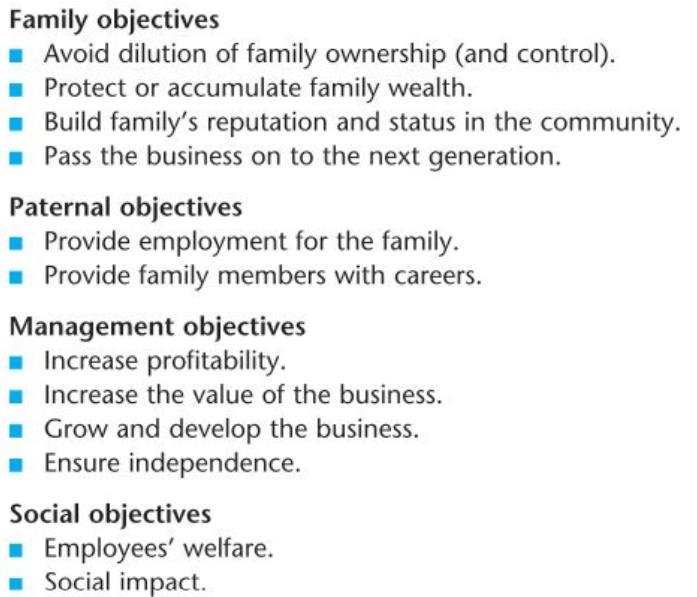 Family objectives
■ Avoid dilution of family ownership (and control).
■ Protect or accumulate family wealth.
■ Build family’s reputation and status in the community.
■ Pass the business on to the next generation.
Paternal objectives
■ Provide employment for the family.
■ Provide family members with careers.
Management objectives
■ Increase profitability.
■ Increase the value of the business.
■ Grow and develop the business.
■ Ensure independence.
Social objectives
■ Employees’ welfare.
■ Social impact.